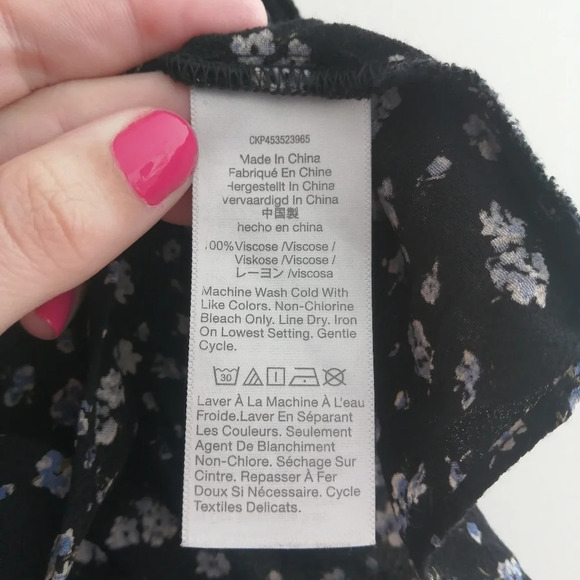 CKP453523965
Made In China
Fabriqué En Chine
Hergestellt In China
vervaardigd In China
中国製
hecho en china
100% Viscose /Viscose /
Viskose /Viscose /
レーヨン /viscosa
Machine Wash Cold With
Like Colors. Non-Chlorine
Bleach Only. Line Dry. Iron
On Lowest Setting. Gentle
Cycle.
30
Laver À La Machine À L'eau
Froide.Laver En Séparant
Les Couleurs. Seulement
Agent De Blanchiment
Non-Chlore. Séchage Sur
Cintre. Repasser À Fer
Doux Si Nécessaire. Cycle
Textiles Delicats.